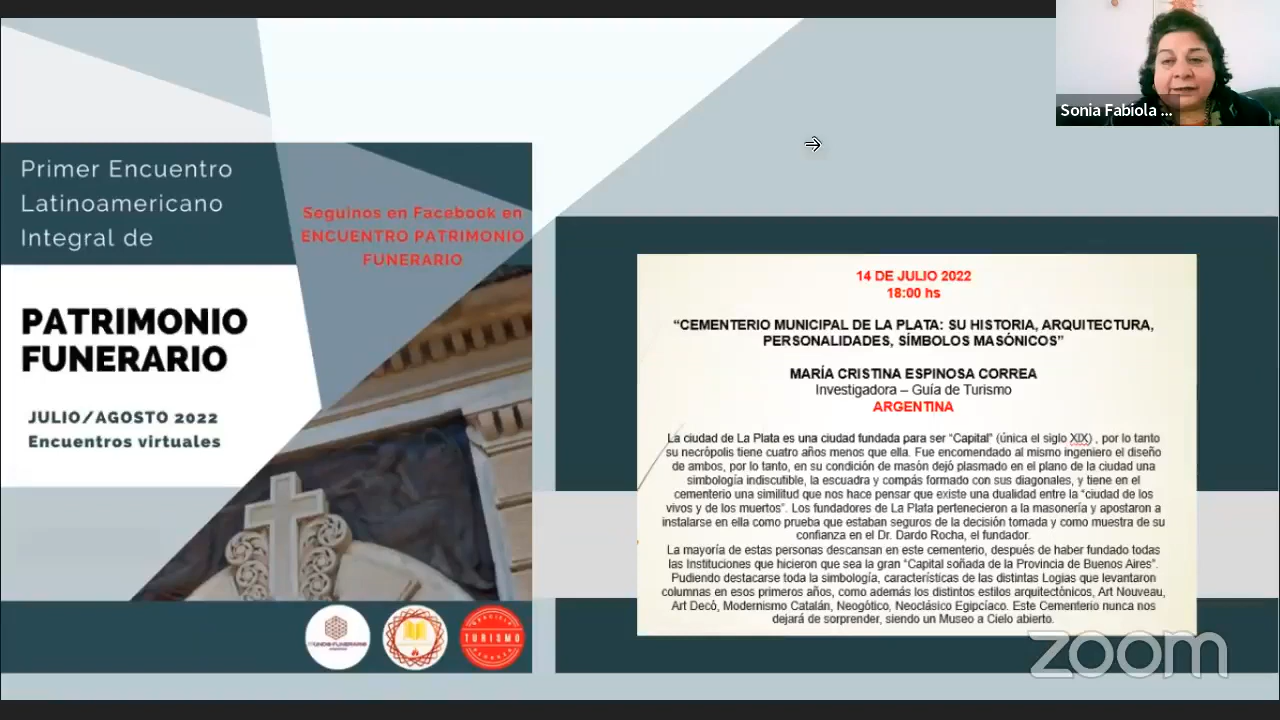 Sonia Fabiola ...
Primer Encuentro
Latinoamericano
Integral de
Seguinos en Facebook en
ENCUENTRO PATRIMONIO
FUNERARIO
PATRIMONIO
FUNERARIO
JULIO/AGOSTO 2022
Encuentros virtuales
TURISMO
14 DE JULIO 2022
18:00 hs
“CEMENTERIO MUNICIPAL DE LA PLATA: SU HISTORIA, ARQUITECTURA,
PERSONALIDADES, SÍMBOLOS MASÓNICOS”
MARÍA CRISTINA ESPINOSA CORREA
Investigadora – Guía de Turismo
ARGENTINA
La ciudad de La Plata es una ciudad fundada para ser “Capital” (única el siglo XIX) , por lo tanto
su necrópolis tiene cuatro años menos que ella. Fue encomendado al mismo ingeniero el diseño
de ambos, por lo tanto, en su condición de masón dejó plasmado en el plano de la ciudad una
simbología indiscutible, la escuadra y compás formado con sus diagonales, y tiene en el
cementerio una similitud que nos hace pensar que existe una dualidad entre la “ciudad de los
vivos y de los muertos”. Los fundadores de La Plata pertenecieron a la masonería y apostaron a
instalarse en ella como prueba que estaban seguros de la decisión tomada y como muestra de su
confianza en el Dr. Dardo Rocha, el fundador.
La mayoría de estas personas descansan en este cementerio, después de haber fundado todas
las Instituciones que hicieron que sea la gran “Capital soñada de la Provincia de Buenos Aires”.
Pudiendo destacarse toda la simbología, características de las distintas Logias que levantaron
columnas en esos primeros años, como además los distintos estilos arquitectónicos, Art Nouveau,
Art Decó, Modernismo Catalán, Neogótico, Neoclásico Egipcíaco. Este Cementerio nunca nos
dejará de sorprender, siendo un Museo a Cielo abierto.
zoom